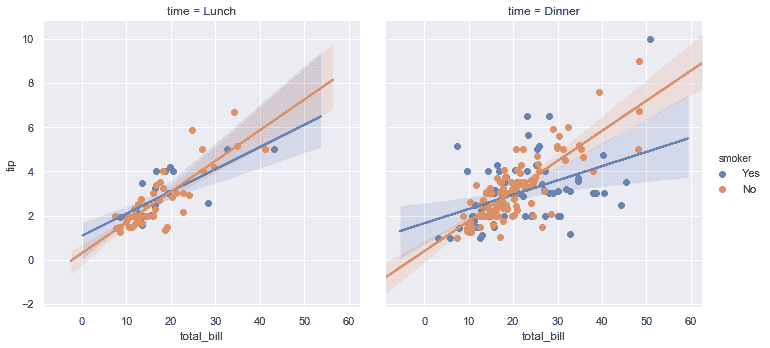 time = Lunch
time = Dinner
10
8
6
4
2
0
−2
tip
0 10 20 30 40 50 60
total_bill
0 10 20 30 40 50 60
total_bill
smoker
Yes
No